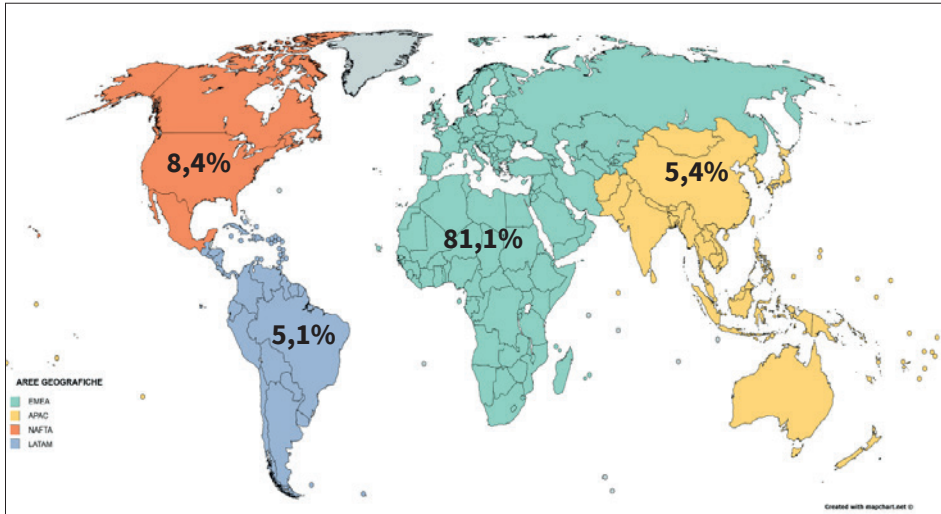 8,4%
5,4%
81,1%
5,1%
AREE GEOGRAFICHE
EMEA
APAC
NAFTA
LATAM
Created with mapchart.net ©